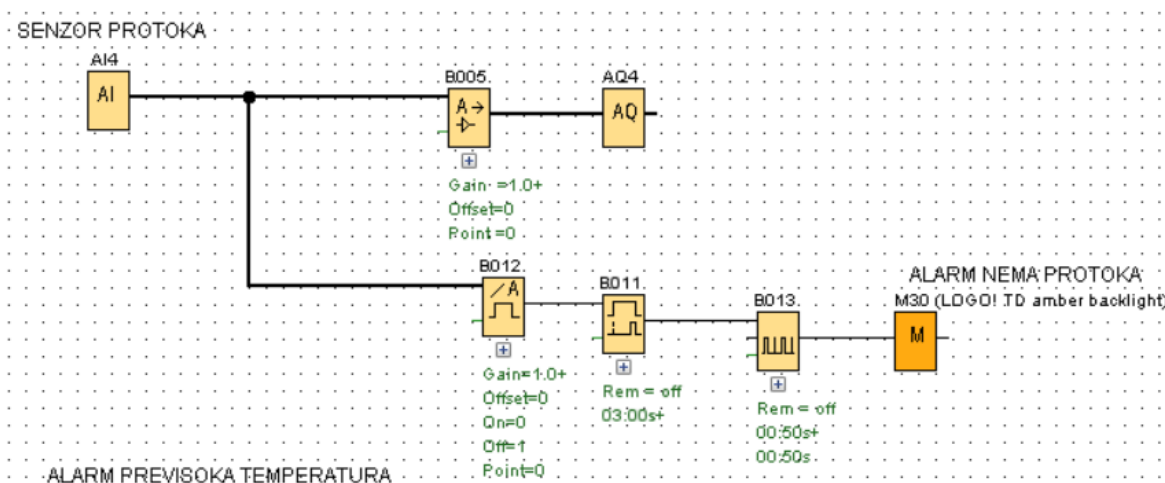 SENZOR PROTOKA
AI4
AI
B005
A→
AQ4
AQ
Gain =1.0+
Offset=0
Point =0
B012
/A
B011
B013
ALARM NEMA PROTOKA
M30 (LOGO! TD amber backlight)
M
Gain=1.0+
Offset=0
On=0
Off=1
Point=0
Rem = off
03:00s+
Rem = off
00:50s+
00:50s
ALARM PREVISOKA TEMPERATURA